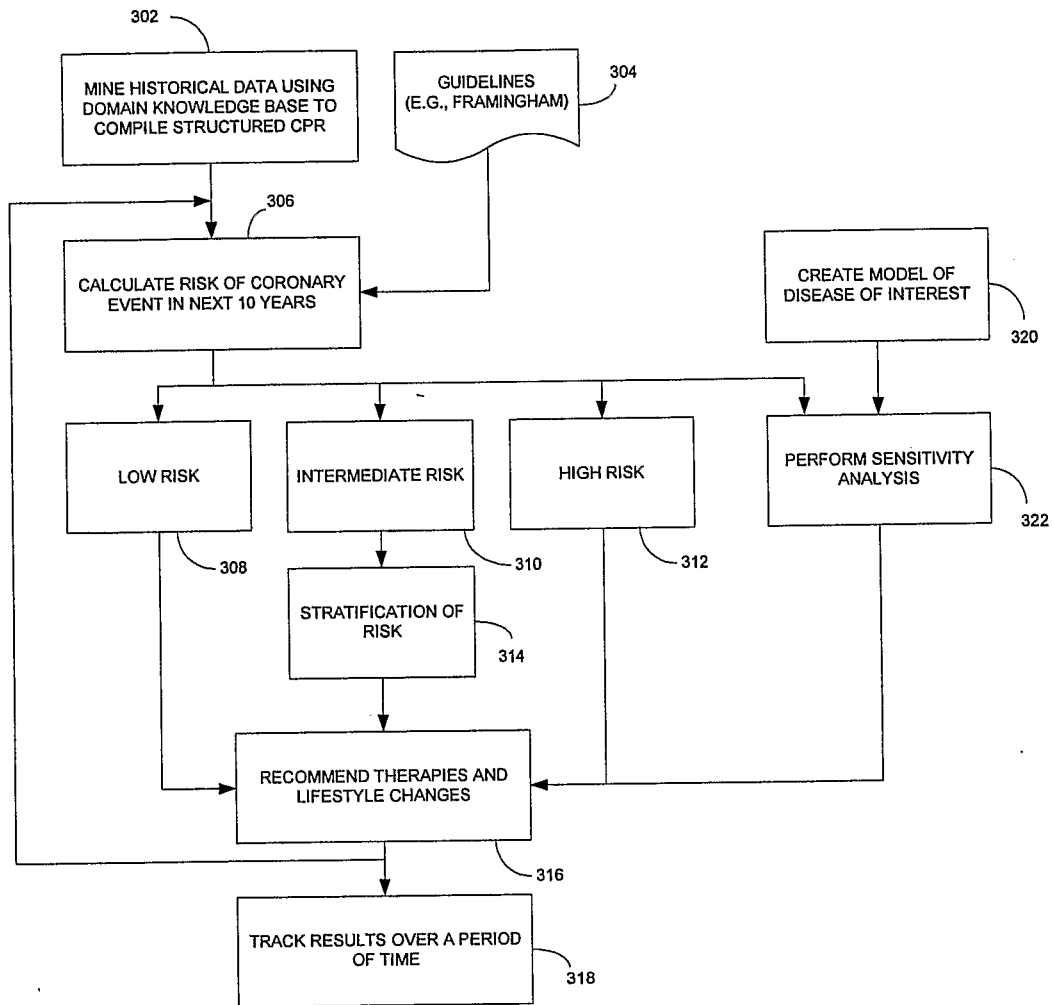 302
MINE HISTORICAL DATA USING
DOMAIN KNOWLEDGE BASE TO
COMPILE STRUCTURED CPR
GUIDELINES
(E.G., FRAMINGHAM)
304
306
CALCULATE RISK OF CORONARY
EVENT IN NEXT 10 YEARS
CREATE MODEL OF
DISEASE OF INTEREST
320
LOW RISK
308
INTERMEDIATE RISK
310
HIGH RISK
312
PERFORM SENSITIVITY
ANALYSIS
322
STRATIFICATION OF
RISK
314
RECOMMEND THERAPIES AND
LIFESTYLE CHANGES
316
TRACK RESULTS OVER A PERIOD
OF TIME
318